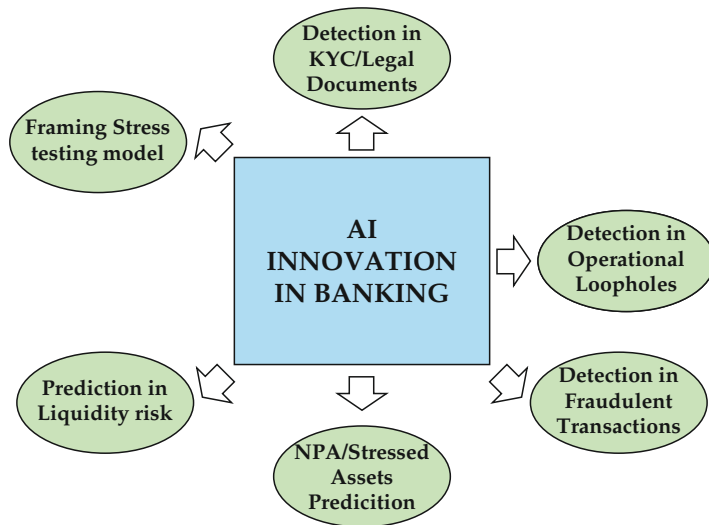 Detection in
KYC/Legal
Documents
Framing Stress
testing model
AI
INNOVATION
IN BANKING
Detection in
Operational
Loopholes
Prediction in
Liquidity risk
Detection in
Fraudulent
Transactions
NPA/Stressed
Assets
Predicition